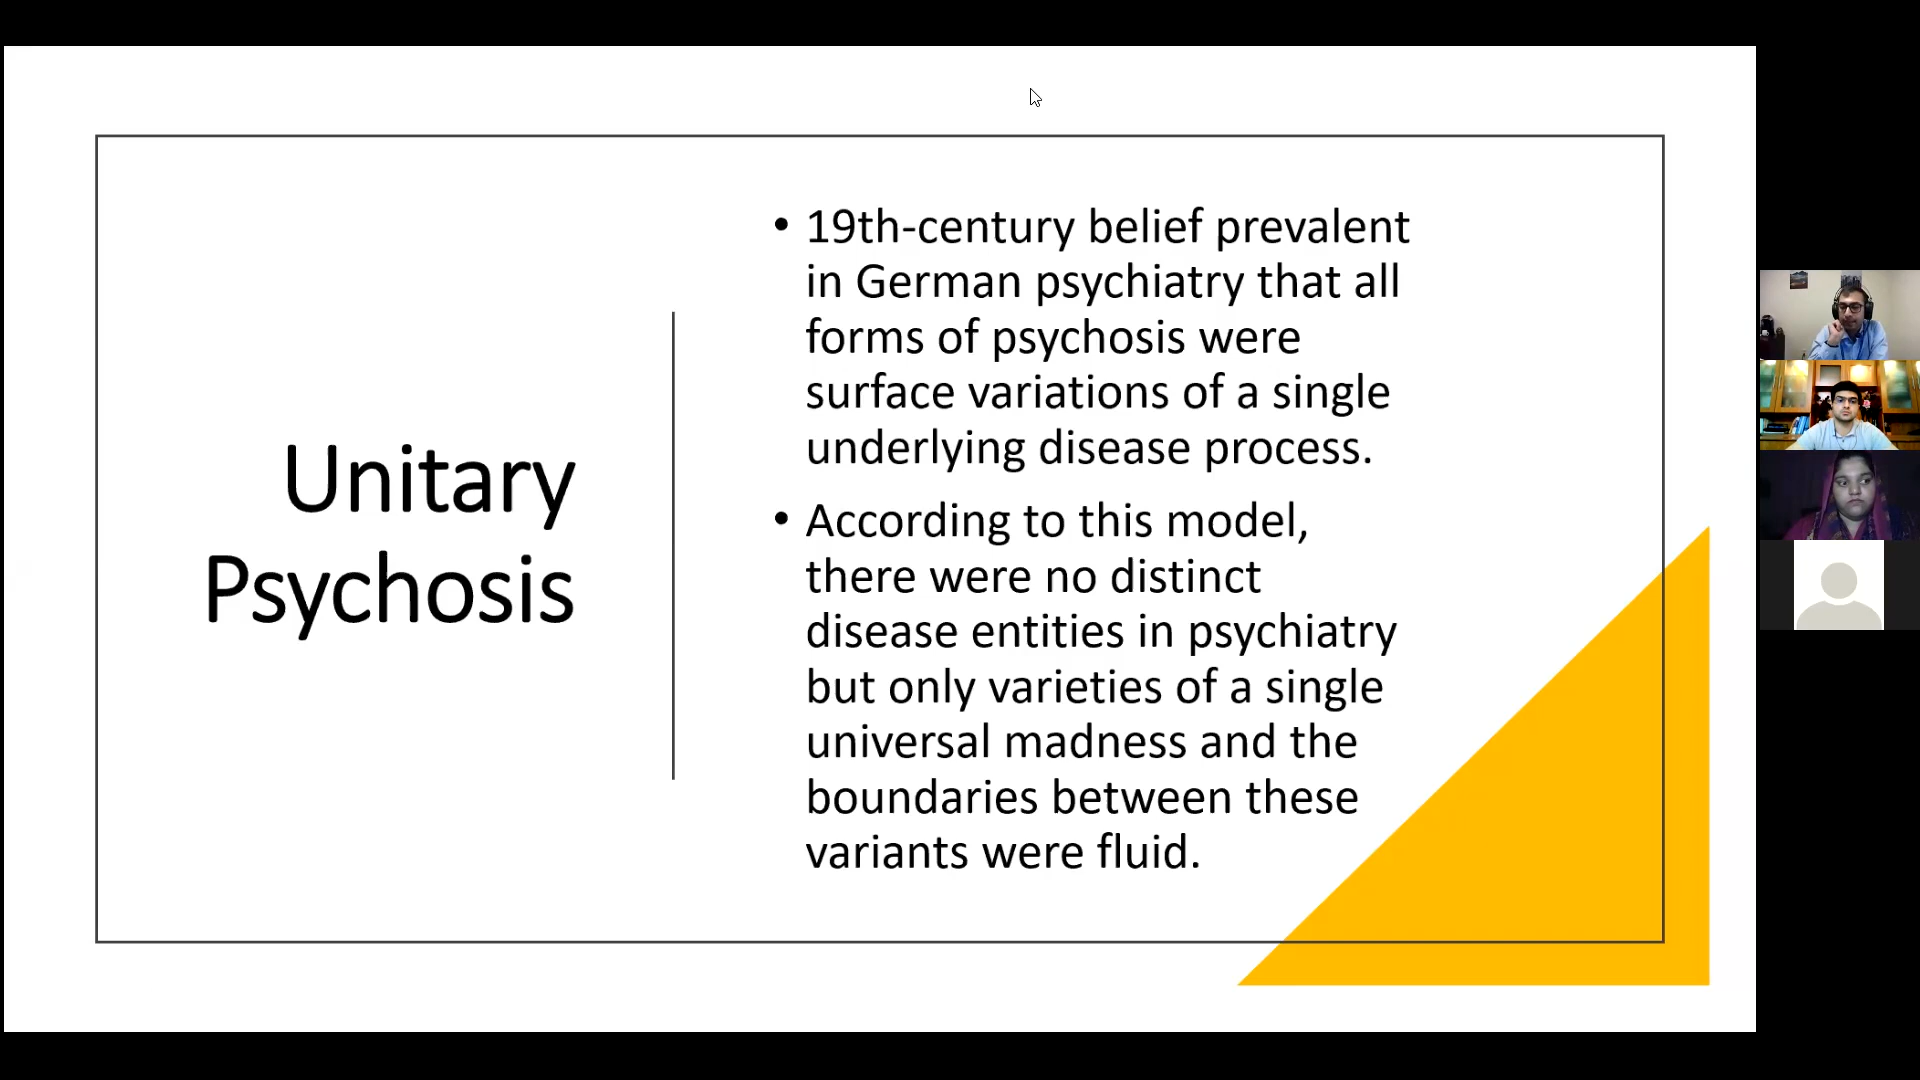 Unitary
Psychosis
• 19th-century belief prevalent
in German psychiatry that all
forms of psychosis were
surface variations of a single
underlying disease process.
• According to this model,
there were no distinct
disease entities in psychiatry
but only varieties of a single
universal madness and the
boundaries between these
variants were fluid.